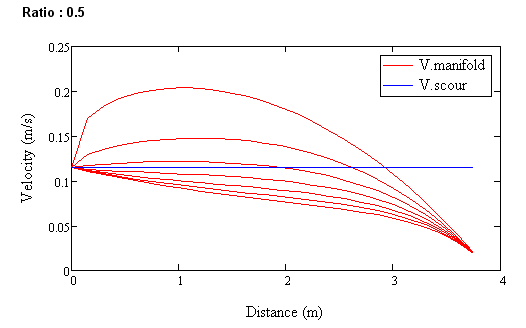 Ratio : 0.5
0.25
0.2
0.15
0.1
0.05
0
0
1
2
3
4
Velocity (m/s)
Distance (m)
V.manifold
V.scour